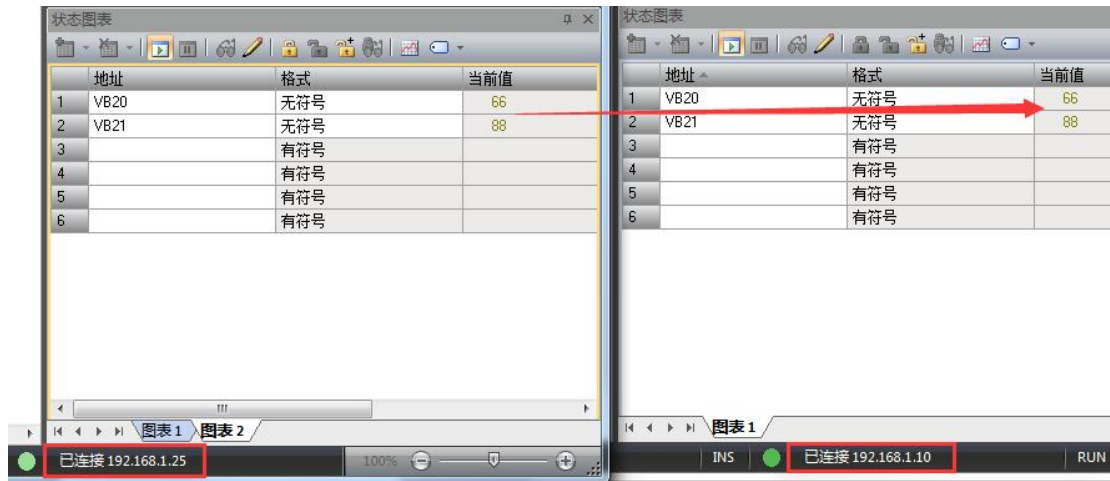 状态图表
地址 格式 当前值
1 VB20 无符号 66
2 VB21 无符号 88
3 有符号
4 有符号
5 有符号
6 有符号
图表 1 图表 2
已连接 192.168.1.25 100%
状态图表
地址 格式 当前值
1 VB20 无符号 66
2 VB21 无符号 88
3 有符号
4 有符号
5 有符号
6 有符号
图表 1
INS 已连接 192.168.1.10 RUN